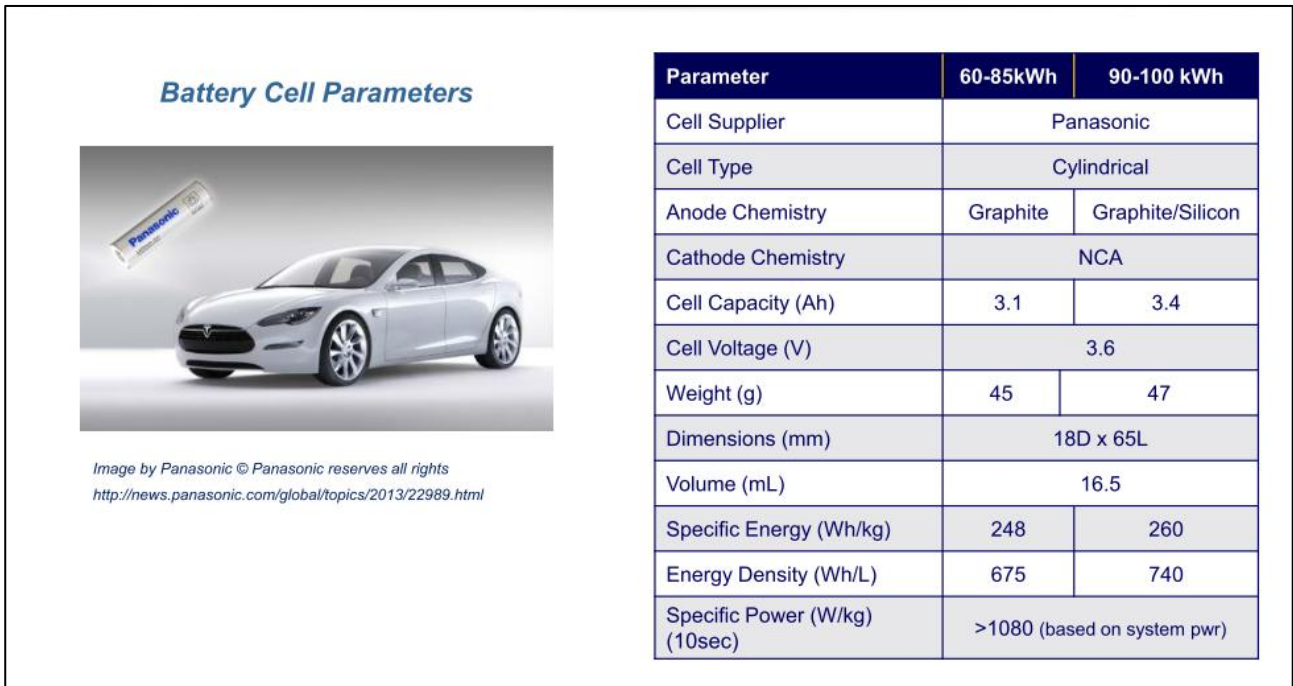 Battery Cell Parameters
Panasonic
Image by Panasonic © Panasonic reserves all rights
http://news.panasonic.com/global/topics/2013/22989.html
Parameter 60-85kWh 90-100 kWh
Cell Supplier Panasonic
Cell Type Cylindrical
Anode Chemistry Graphite Graphite/Silicon
Cathode Chemistry NCA
Cell Capacity (Ah) 3.1 3.4
Cell Voltage (V) 3.6
Weight (g) 45 47
Dimensions (mm) 18D x 65L
Volume (mL) 16.5
Specific Energy (Wh/kg) 248 260
Energy Density (Wh/L) 675 740
Specific Power (W/kg)
(10sec) >1080 (based on system pwr)